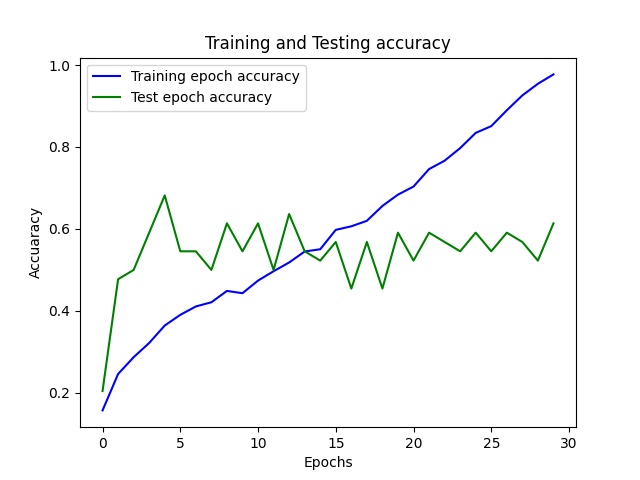 Training and Testing accuracy
Training epoch accuracy
Test epoch accuracy
1.0
0.8
0.6
0.4
0.2
Accuaracy
0 5 10 15 20 25 30
Epochs